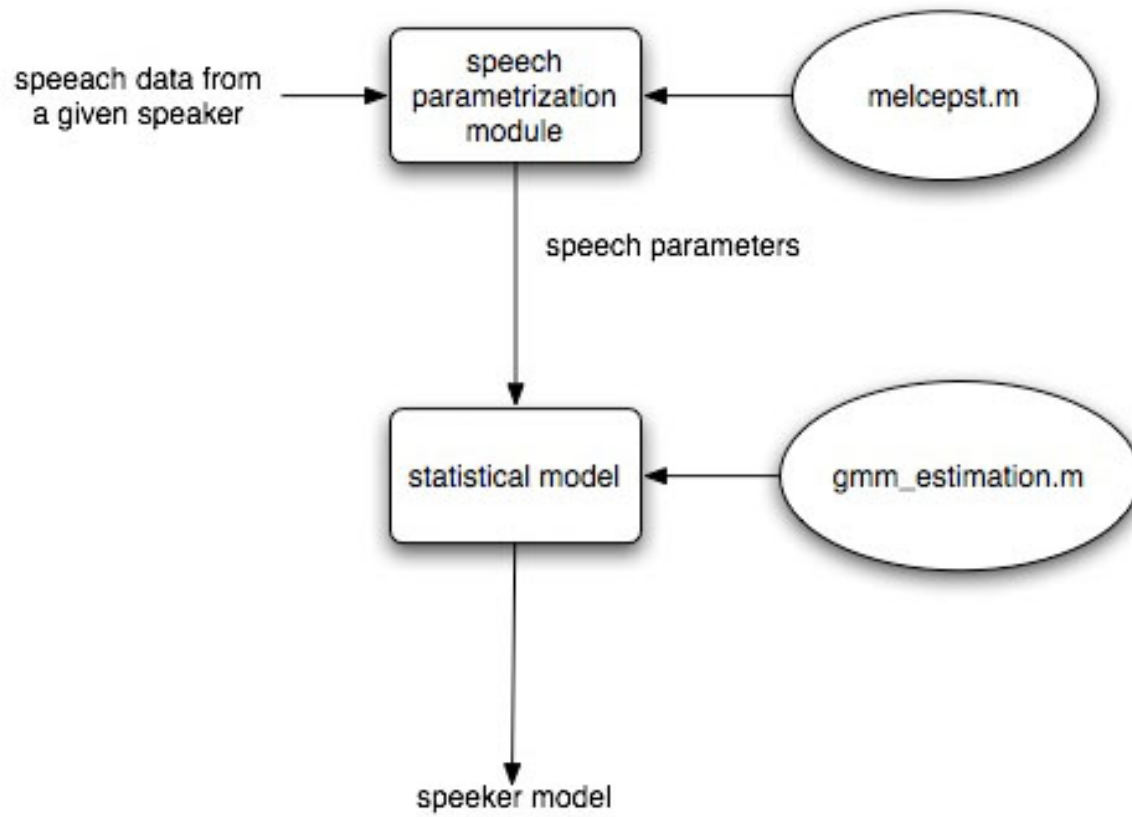 speeach data from
a given speaker
speech
parametrization
module
melcepst.m
speech parameters
statistical model
gmm_estimation.m
speeker model